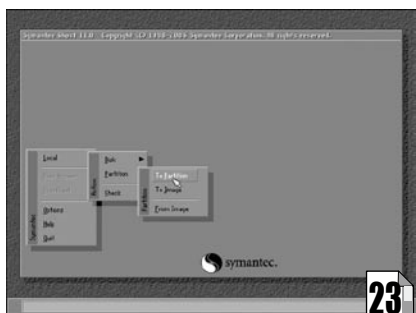 Symantec Ghost 11.0 Copyright (C) 1998-2006 Symantec Corporation. All rights reserved.
Local
Disk
Partition
To Partition
To Image
Check
From Image
Options
Help
Quit
Symantec
Partition
symantec.
23